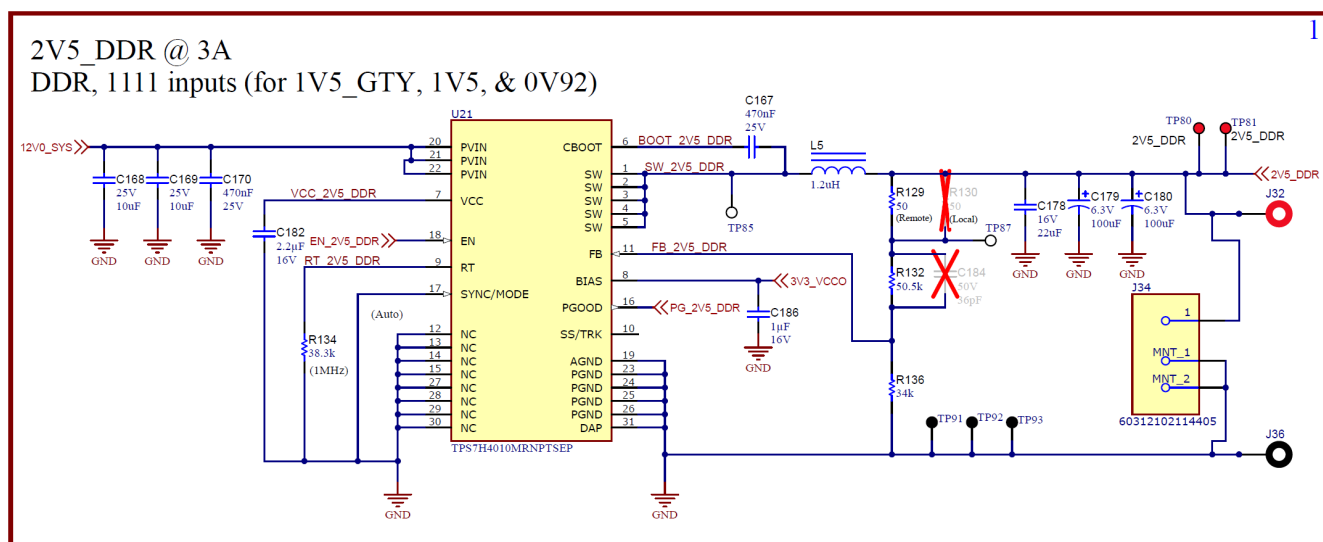 1
2V5_DDR @ 3A
DDR, 1111 inputs (for 1V5_GTY, 1V5, & 0V92)
12V0_SYS
C168
25V
10uF
C169
25V
10uF
C170
470nF
25V
GND
GND
GND
VCC_2V5_DDR
C182
2.2µF
16V
EN_2V5_DDR
RT_2V5_DDR
(Auto)
R134
38.3k
(1MHz)
GND
U21
20 PVIN
21 PVIN
22 PVIN
7 VCC
18 EN
9 RT
17 SYNC/MODE
12 NC
13 NC
14 NC
15 NC
27 NC
28 NC
29 NC
30 NC
CBOOT 6
SW 1
SW 2
SW 3
SW 4
SW 5
FB 11
BIAS 8
PGOOD 16
SS/TRK 10
AGND 19
PGND 23
PGND 24
PGND 25
PGND 26
DAP 31
TPS7H4010MRNPTSEP
BOOT_2V5_DDR
C167
470nF
25V
SW_2V5_DDR
TP85
L5
1.2uH
FB_2V5_DDR
3V3_VCCO
PG_2V5_DDR
C186
1µF
16V
GND
R129
50
(Remote)
R130
50
(Local)
TP87
R132
50.5k
C184
50V
56pF
R136
34k
C178
16V
22uF
GND
C179
6.3V
100uF
GND
C180
6.3V
100uF
GND
TP80
2V5_DDR
TP81
2V5_DDR
2V5_DDR
J32
J34
1
MNT_1
MNT_2
60312102114405
TP91
TP92
TP93
J36
GND
GND